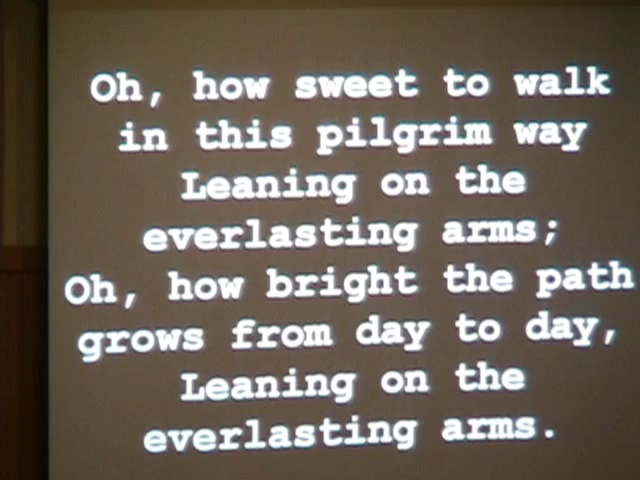 Oh, how sweet to walk
in this pilgrim way
Leaning on the
everlasting arms;
Oh, how bright the path
grows from day to day,
Leaning on the
everlasting arms.